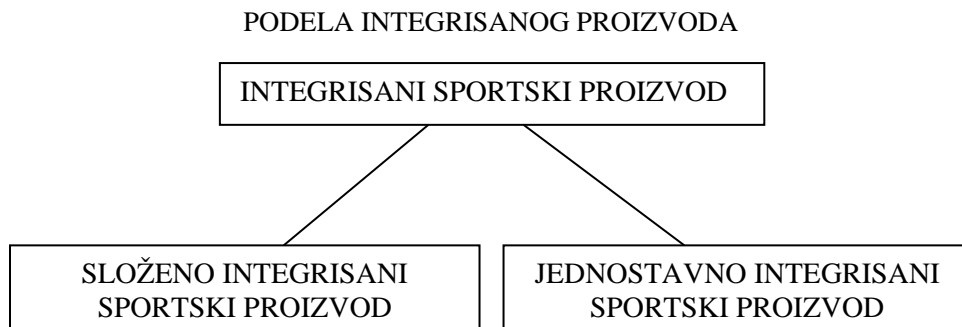 PODELA INTEGRISANOG PROIZVODA
INTEGRISANI SPORTSKI PROIZVOD
SLOŽENO INTEGRISANI
SPORTSKI PROIZVOD
JEDNOSTAVNO INTEGRISANI
SPORTSKI PROIZVOD